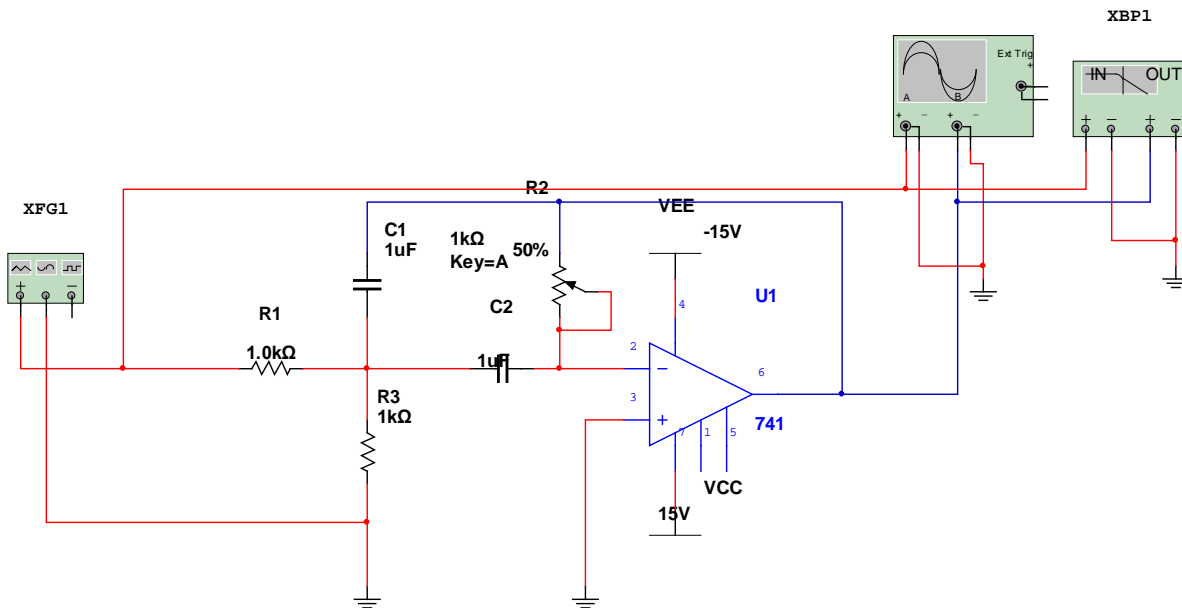 XBP1
Ext Trig
+
IN OUT
A B
+ − + −
+ − + −
R2
XFG1
VEE
-15V
C1
1uF
1kΩ
Key=A
50%
+ −
4
U1
C2
R1
1.0kΩ
1uF
2
6
R3
1kΩ
3
741
7 1 5
VCC
15V